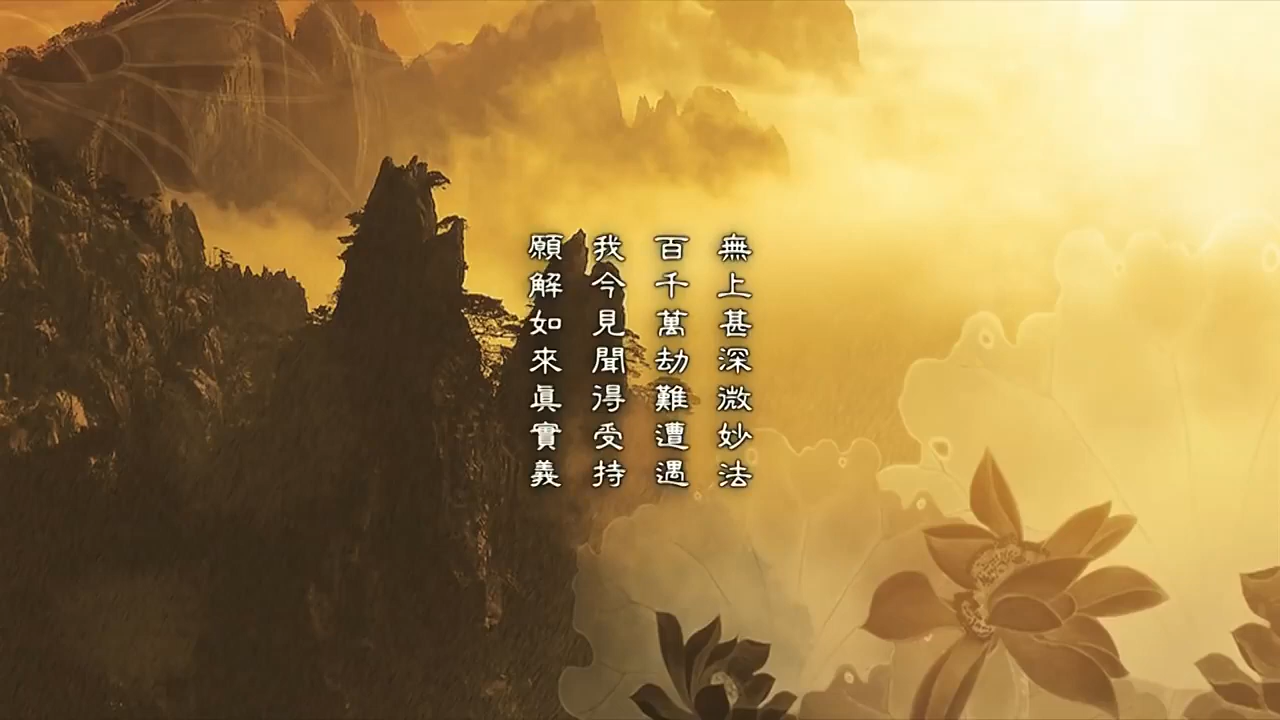 無上甚深微妙法
百千萬劫難遭遇
我今見聞得受持
願解如來眞實義